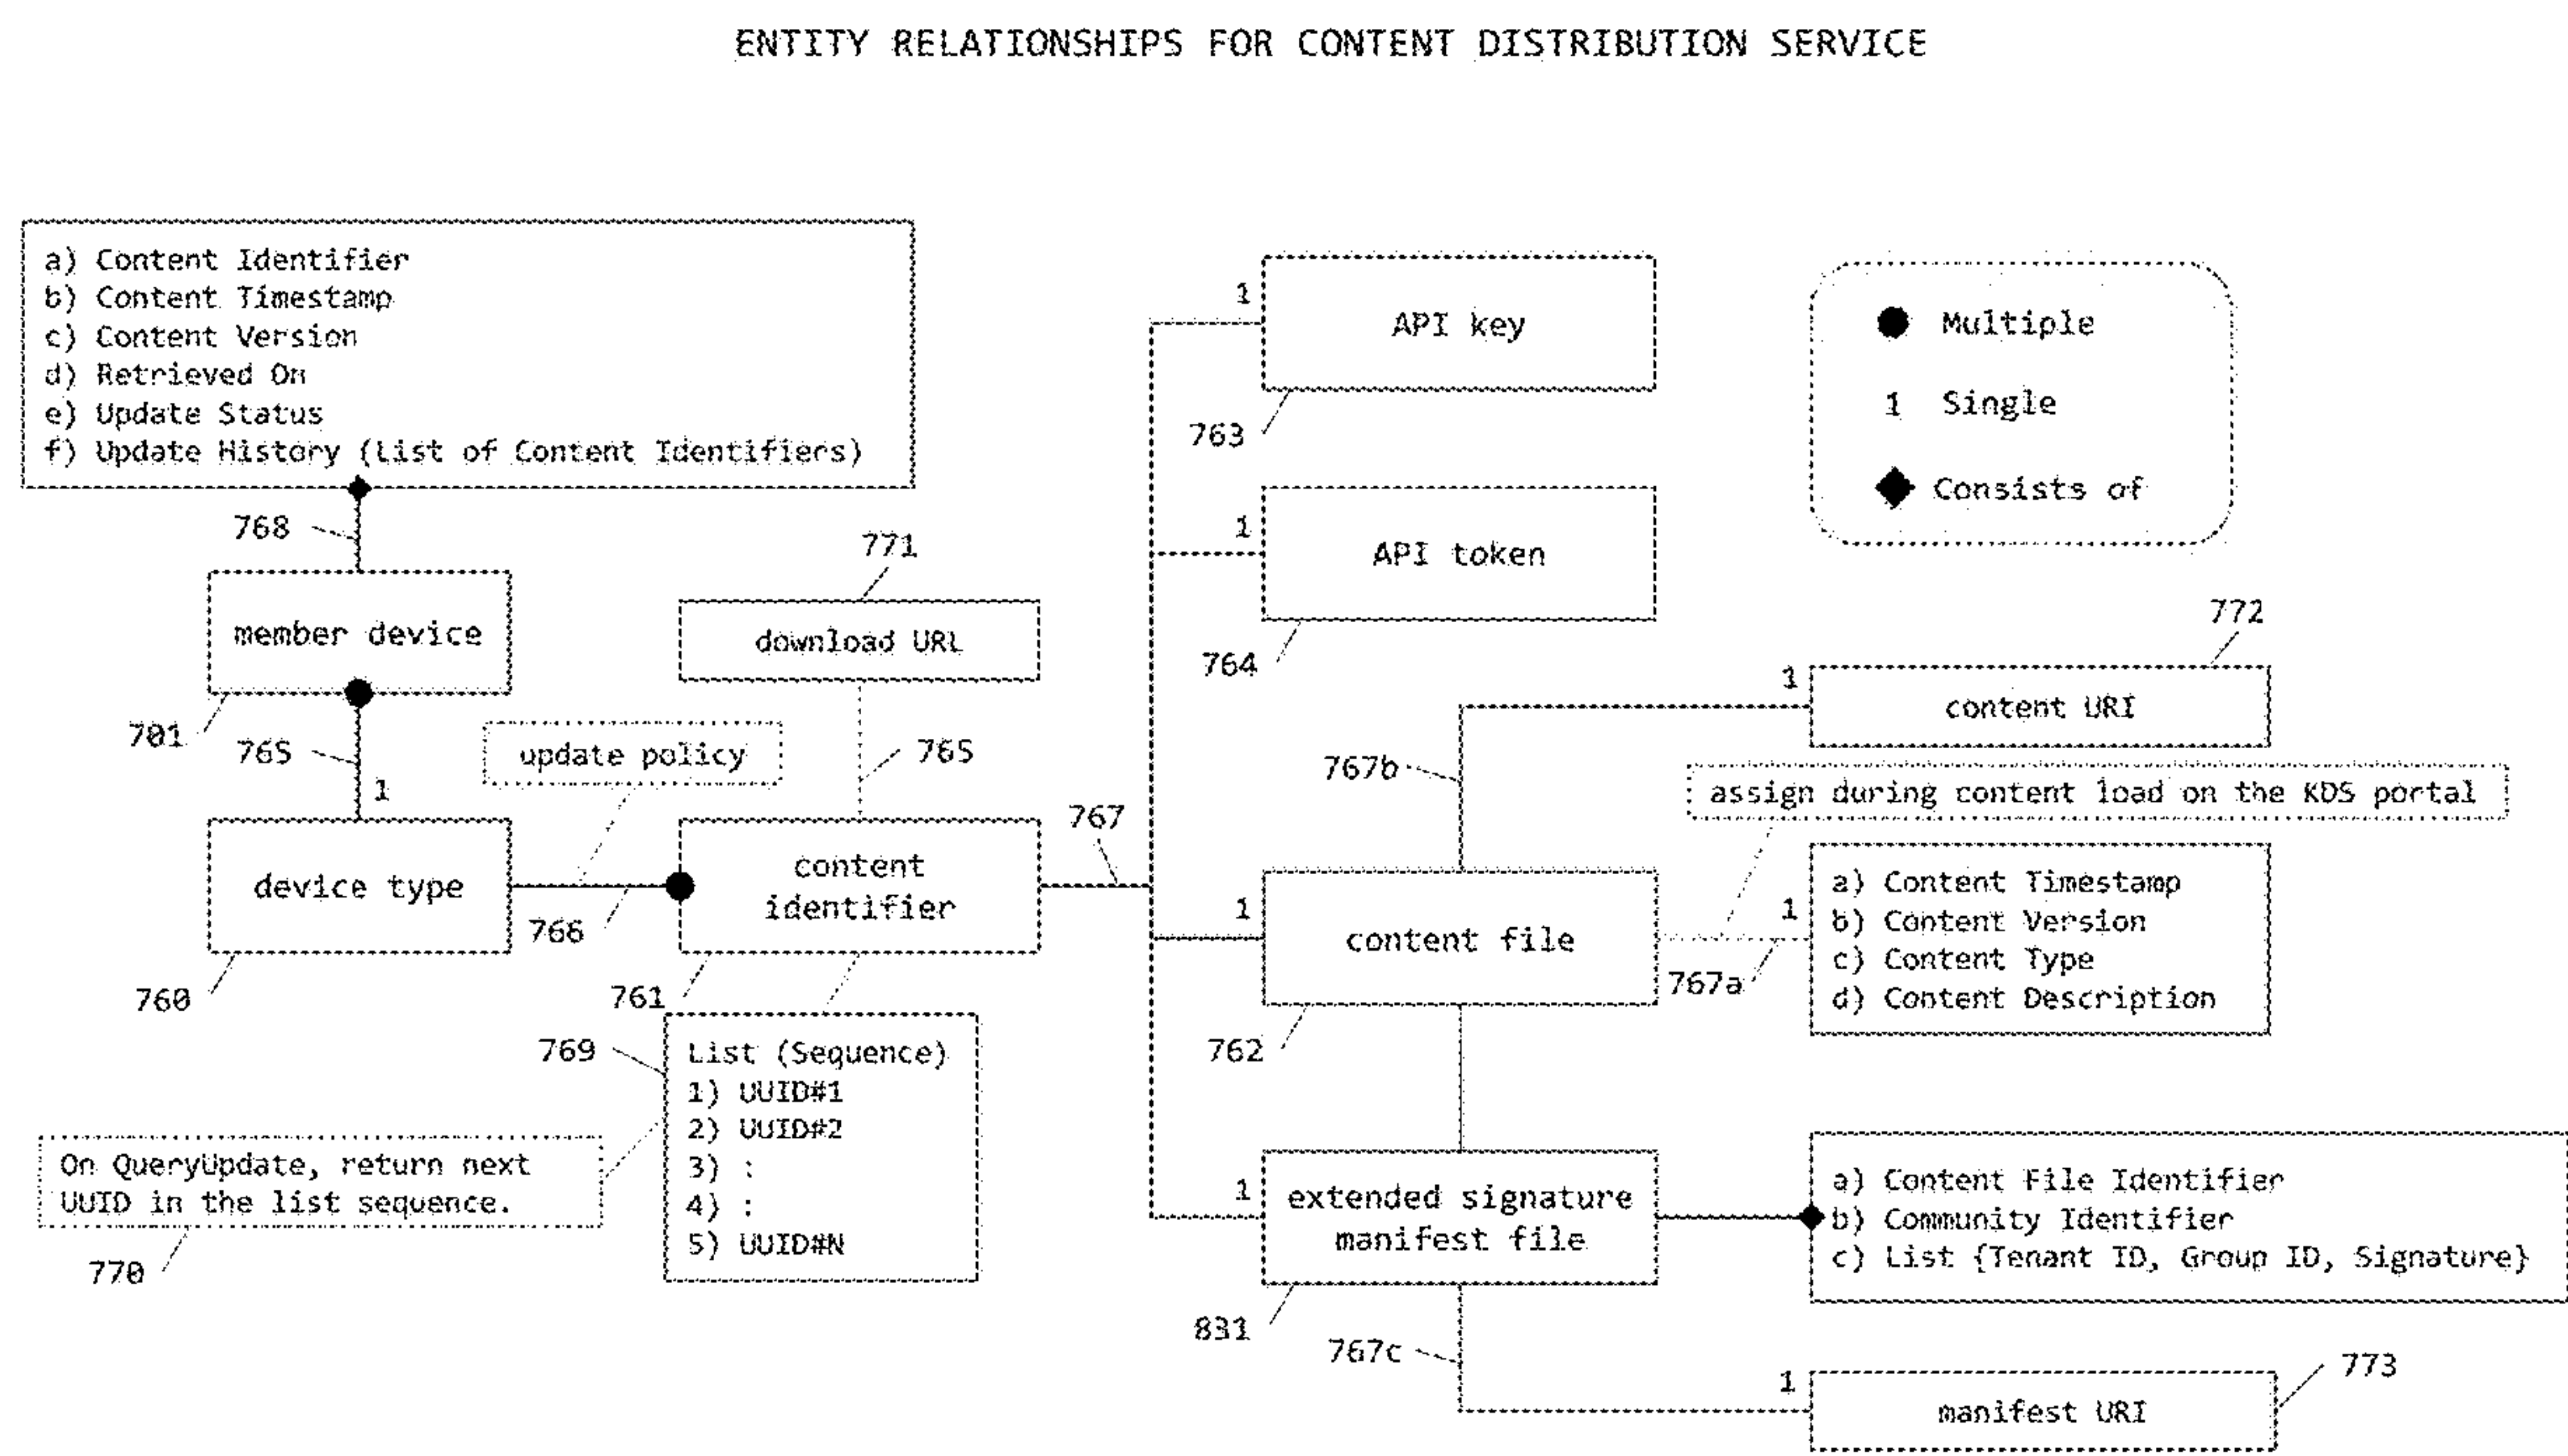 ENTITY RELATIONSHIPS FOR CONTENT DISTRIBUTION SERVICE
a) Content Identifier
b) Content Timestamp
c) Content Version
d) Retrieved On
e) Update Status
f) Update History (List of Content Identifiers)
768
member device
701
765
1
device type
760
update policy
766
771
download URL
765
content
identifier
761
769
List (Sequence)
1) UUID#1
2) UUID#2
3) :
4) :
5) UUID#N
On QueryUpdate, return next
UUID in the list sequence.
770
767
1
API key
763
1
API token
764
1
content file
762
1
extended signature
manifest file
831
Multiple
1 Single
Consists of
772
1
content URI
767b
assign during content load on the KDS portal
1
767a
a) Content Timestamp
b) Content Version
c) Content Type
d) Content Description
a) Content File Identifier
b) Community Identifier
c) List {Tenant ID, Group ID, Signature}
767c
1
manifest URI
773